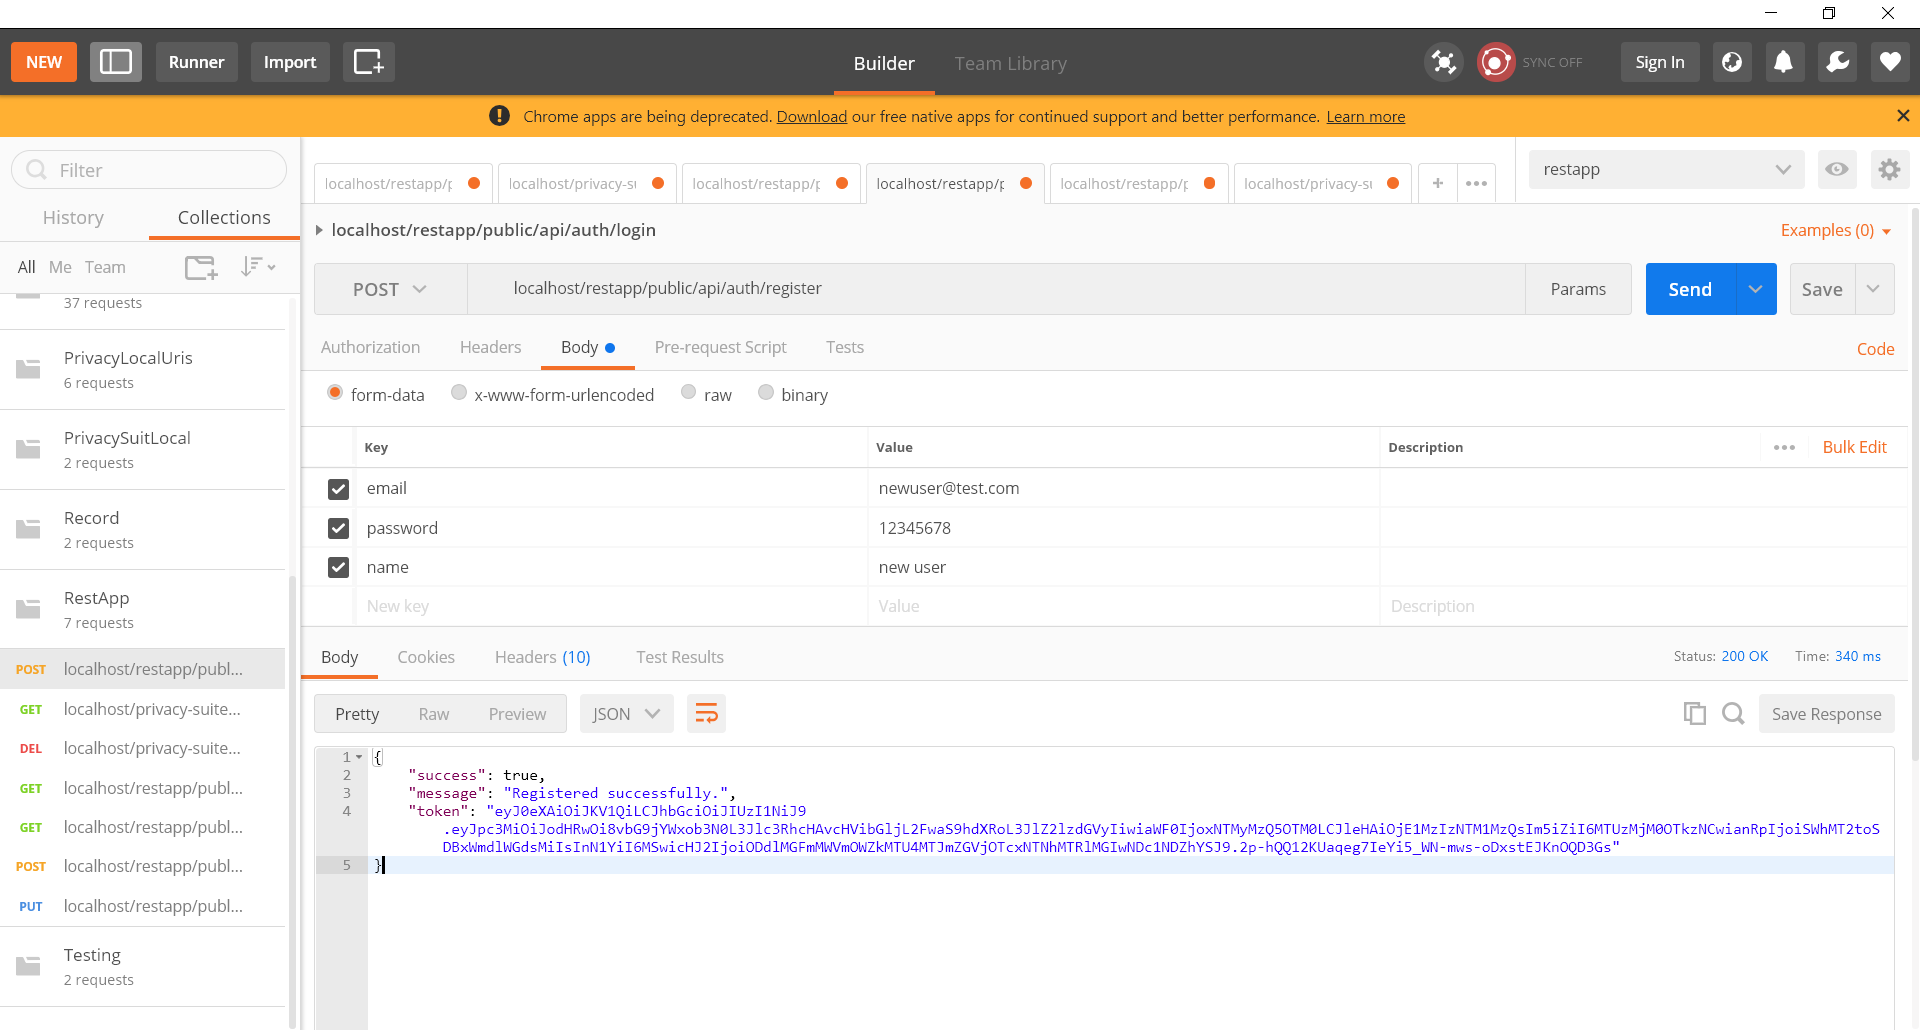 NEW
Runner
Import
Builder
Team Library
SYNC OFF
Sign In
Chrome apps are being deprecated. Download our free native apps for continued support and better performance. Learn more
Filter
History
Collections
All Me Team
37 requests
PrivacyLocalUris
6 requests
PrivacySuitLocal
2 requests
Record
2 requests
RestApp
7 requests
POST localhost/restapp/publ...
GET localhost/privacy-suite...
DEL localhost/privacy-suite...
GET localhost/restapp/publ...
GET localhost/restapp/publ...
POST localhost/restapp/publ...
PUT localhost/restapp/publ...
Testing
2 requests
localhost/restapp/p
localhost/privacy-su
localhost/restapp/p
localhost/restapp/p
localhost/restapp/p
localhost/privacy-su
restapp
localhost/restapp/public/api/auth/login
Examples (0)
POST
localhost/restapp/public/api/auth/register
Params
Send
Save
Authorization
Headers
Body
Pre-request Script
Tests
Code
form-data
x-www-form-urlencoded
raw
binary
Key Value Description Bulk Edit
email newuser@test.com
password 12345678
name new user
New key Value Description
Body
Cookies
Headers (10)
Test Results
Status: 200 OK
Time: 340 ms
Pretty
Raw
Preview
JSON
Save Response
1 {
2 "success": true,
3 "message": "Registered successfully.",
4 "token": "eyJ0eXAiOiJKV1QiLCJhbGciOiJIUzI1NiJ9
.eyJpc3MiOiJodHRwOi8vbG9jYWxob3N0L3Jlc3RhcHAvcHVibGljL2FwaS9hdXRoL3JlZ2lzdGVyIiwiaWF0IjoxNTMyMzQ5OTM0LCJleHAiOjE1MzIzNTM1MzQsIm5iZiI6MTUzMjM0OTkzNCwianRpIjoiSWhMT2toS
DBxWmdlWGdsMiIsInN1YiI6MSwicHJ2IjoiODdlMGFmMWVmOWZkMTU4MTJmZGVjOTcxNTNhMTRlMGIwNDc1NDZhYSJ9.2p-hQQ12KUaqeg7IeYi5_WN-mws-oDxstEJKnOQD3Gs"
5 }